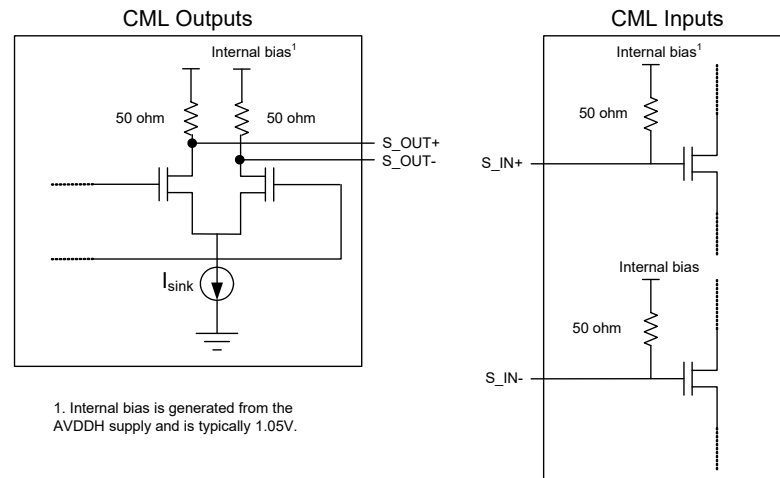 CML Outputs
Internal bias¹
50 ohm 50 ohm
S_OUT+
S_OUT-
Isink
1. Internal bias is generated from the
AVDDH supply and is typically 1.05V.
CML Inputs
Internal bias¹
50 ohm
S_IN+
Internal bias
50 ohm
S_IN-